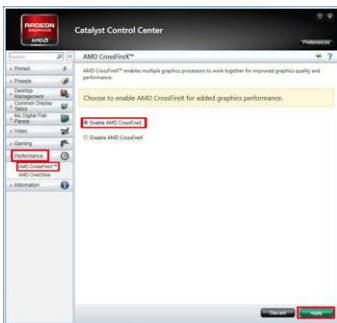 RADEON
GRAPHICS
AMD
Catalyst Control Center
Preferences
Search
AMD CrossFireX™
Pinned
Presets
Desktop
Management
Common Display
Tasks
My Digital Flat-
Panels
Video
Gaming
Performance
AMD CrossFireX™
AMD OverDrive
Information
AMD CrossFireX™ enables multiple graphics processors to work together for improved graphics quality and
performance.
Choose to enable AMD CrossFireX for added graphics performance.
Enable AMD CrossFireX
Disable AMD CrossFireX
Discard
Apply